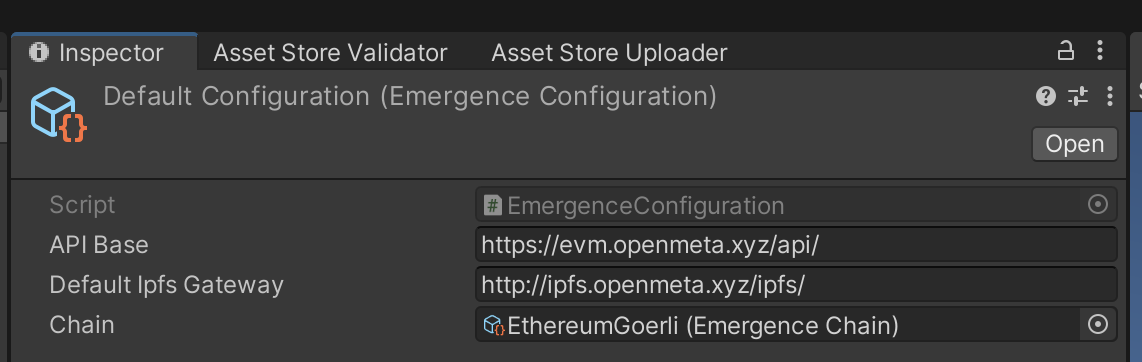 Inspector Asset Store Validator Asset Store Uploader
Default Configuration (Emergence Configuration)
Open
Script EmergenceConfiguration
API Base https://evm.openmeta.xyz/api/
Default Ipfs Gateway http://ipfs.openmeta.xyz/ipfs/
Chain EthereumGoerli (Emergence Chain)